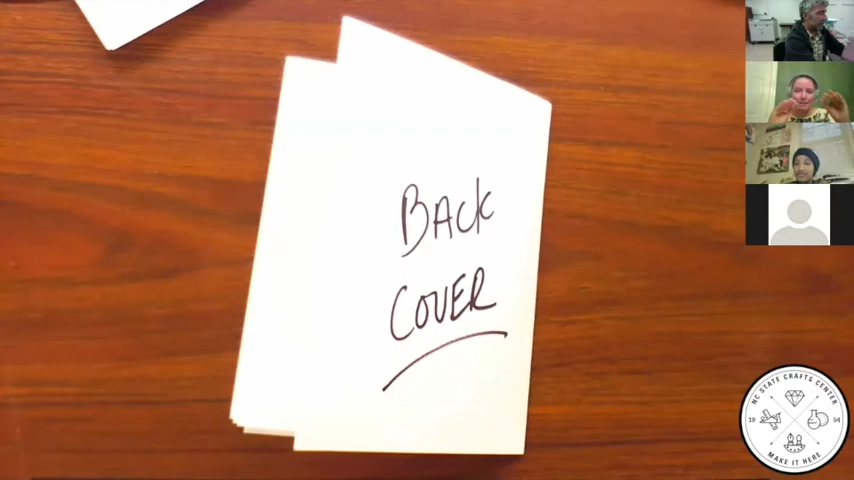 BACK
COVER
NC STATE CRAFTS CENTER
19 54
MAKE IT HERE